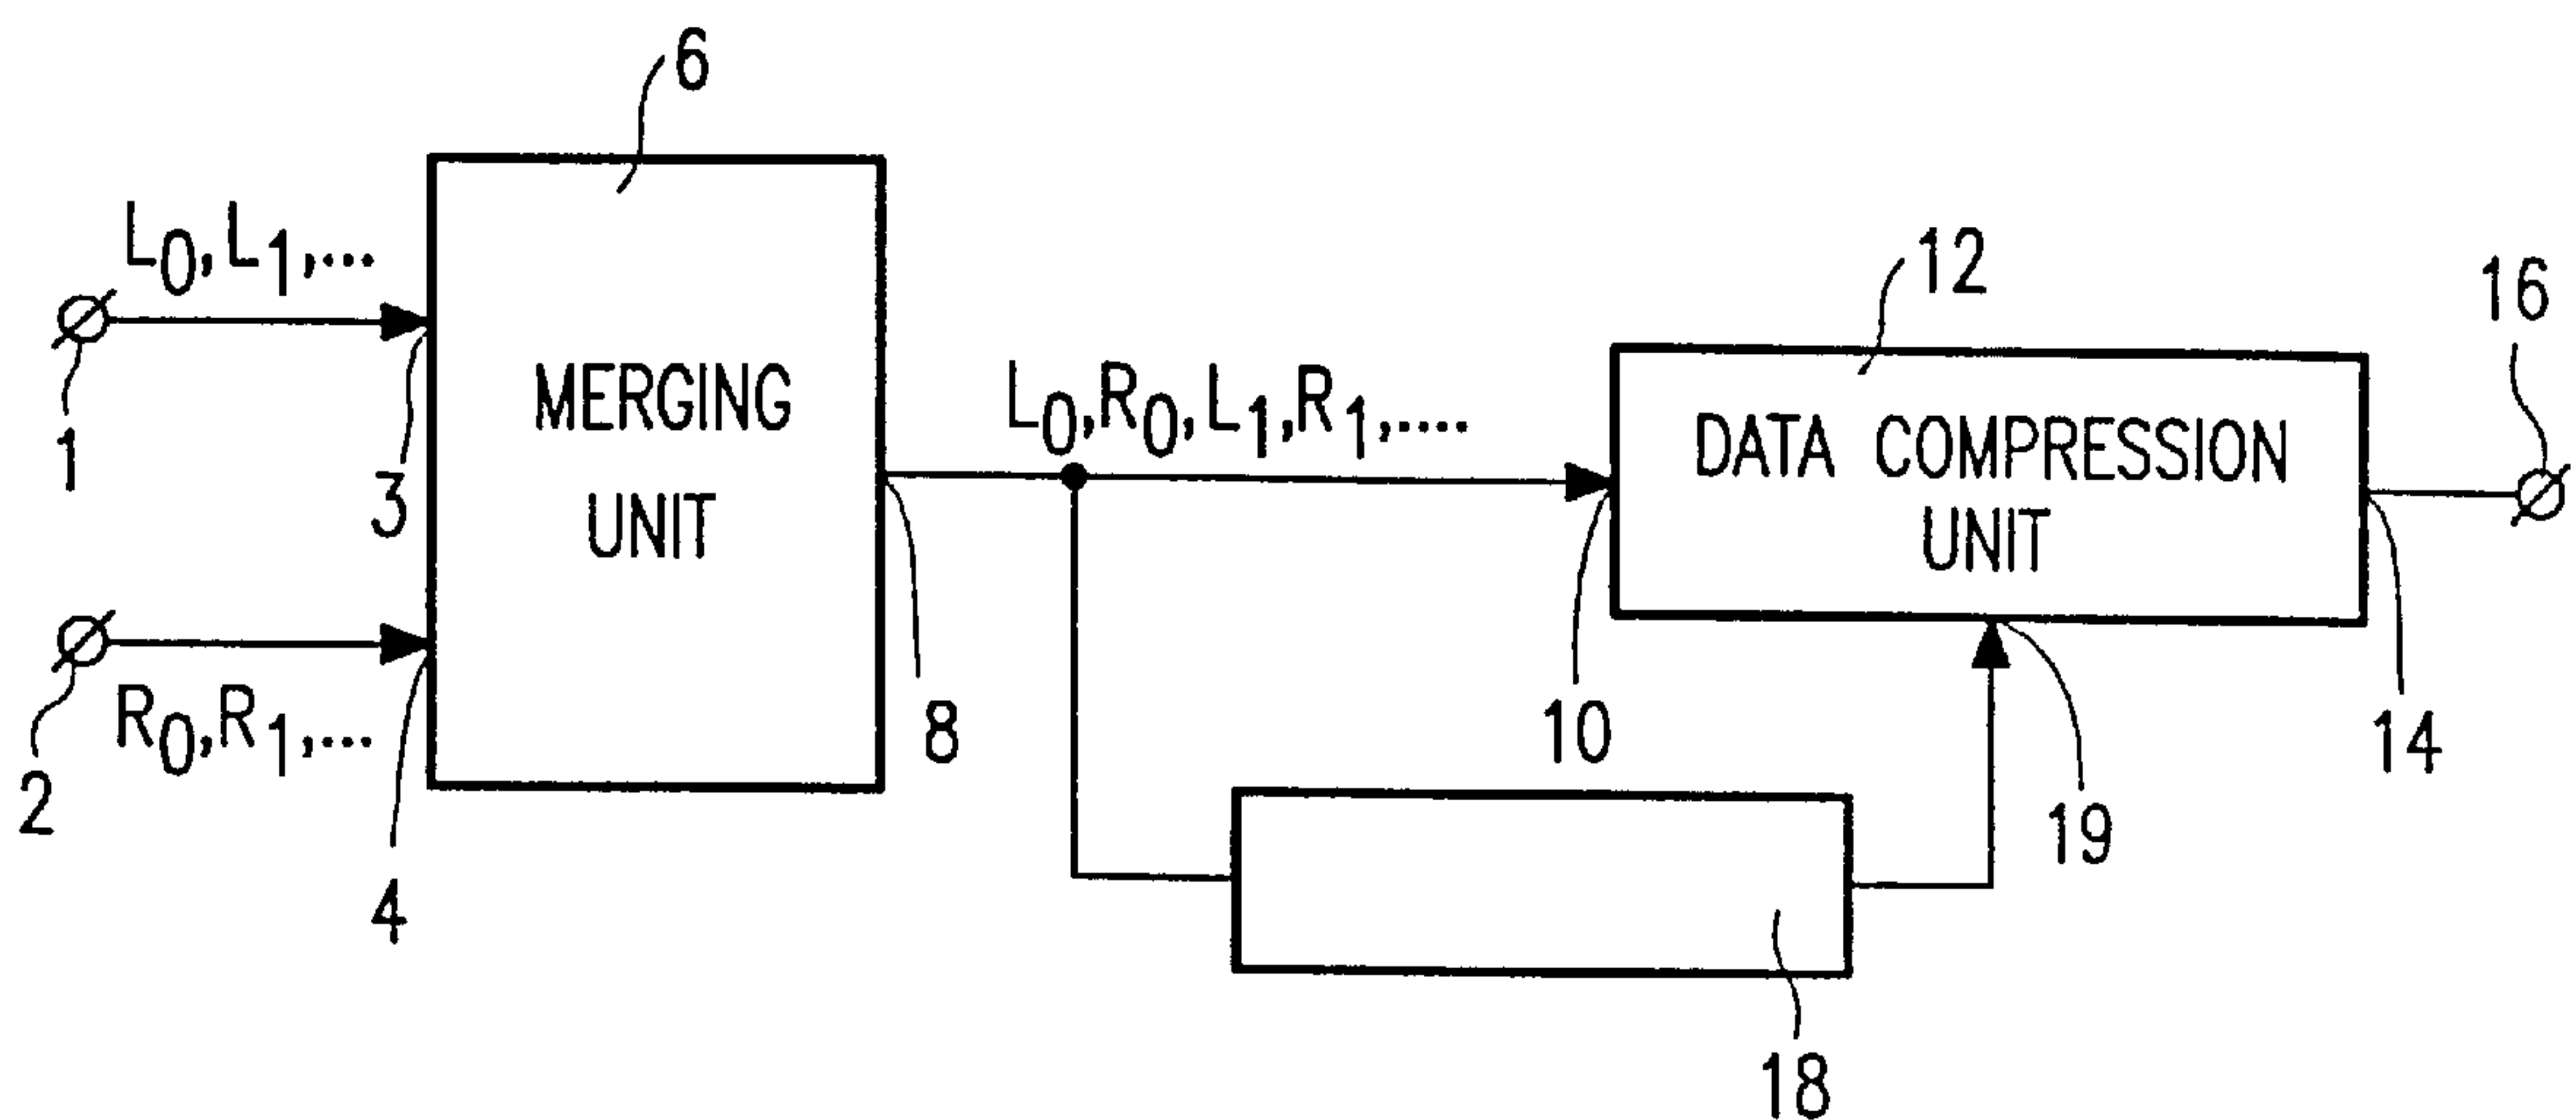 6
L0,L1,...
12
16
1
3
MERGING
UNIT
L0,R0,L1,R1,....
DATA COMPRESSION
UNIT
2
R0,R1,...
4
8
10
19
14
18